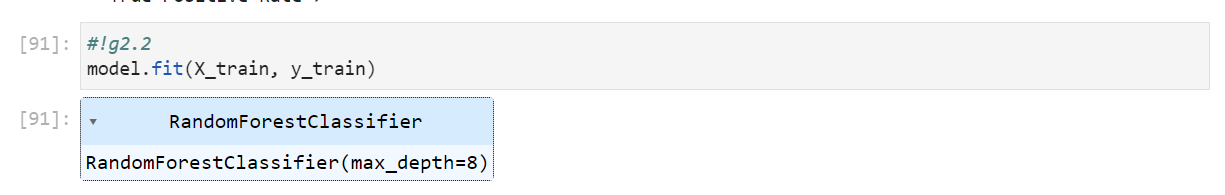 [91]:
#!g2.2
model.fit(X_train, y_train)
[91]:
RandomForestClassifier
RandomForestClassifier(max_depth=8)